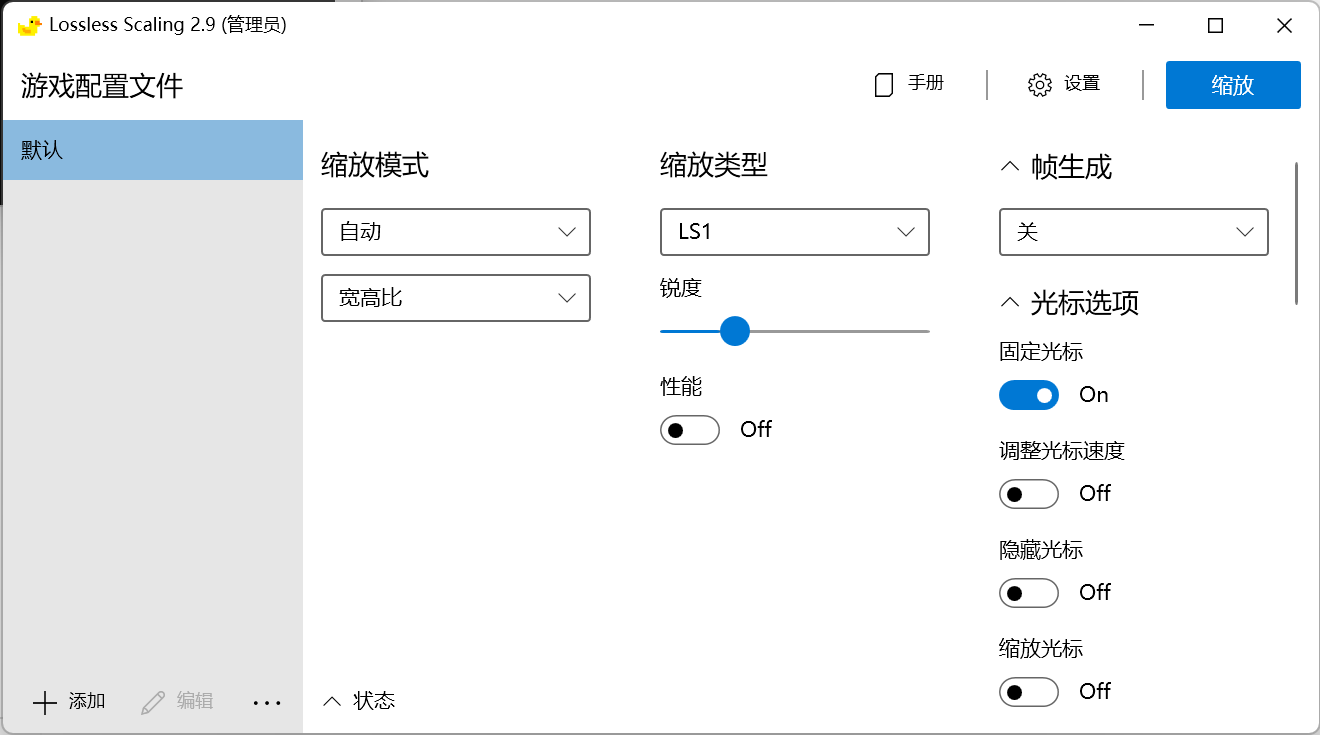 Lossless Scaling 2.9 (管理员)
游戏配置文件
手册
设置
缩放
默认
缩放模式
自动
宽高比
缩放类型
LS1
锐度
性能
Off
帧生成
关
光标选项
固定光标
On
调整光标速度
Off
隐藏光标
Off
缩放光标
Off
添加
编辑
...
状态